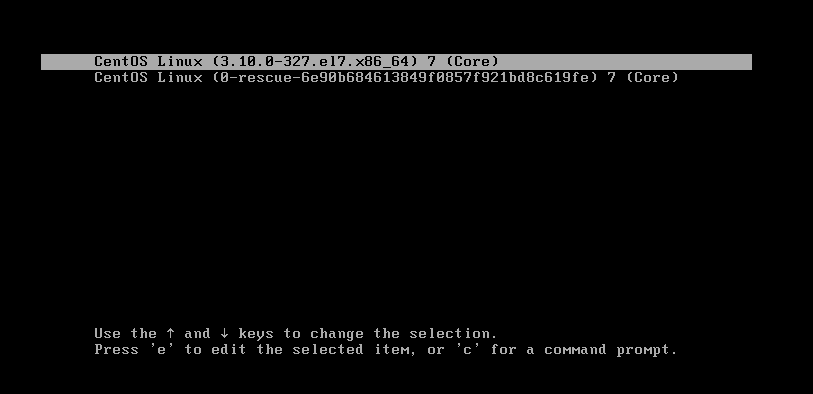 CentOS Linux (3.10.0-327.el7.x86_64) 7 (Core)
CentOS Linux (0-rescue-6e90b684613849f0857f921bd8c619fe) 7 (Core)
Use the ↑ and ↓ keys to change the selection.
Press 'e' to edit the selected item, or 'c' for a command prompt.